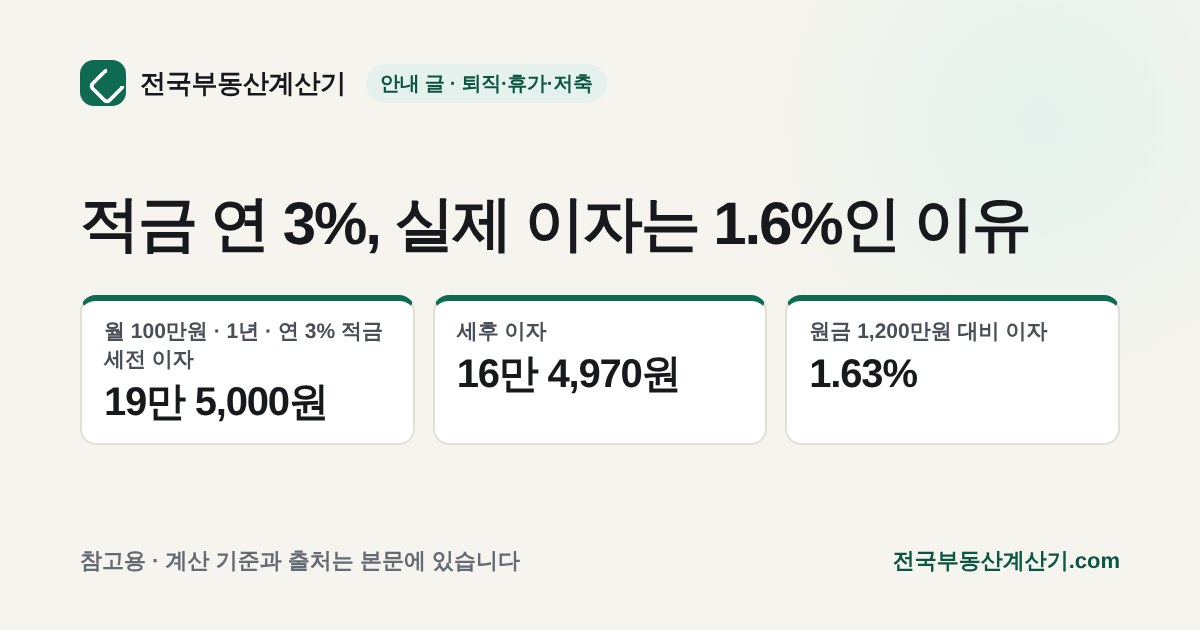 전국부동산계산기
안내 글 · 퇴직·휴가·저축
적금 연 3%, 실제 이자는 1.6%인 이유
월 100만원 · 1년 · 연 3% 적금
세전 이자
19만 5,000원
세후 이자
16만 4,970원
원금 1,200만원 대비 이자
1.63%
참고용 · 계산 기준과 출처는 본문에 있습니다
전국부동산계산기.com